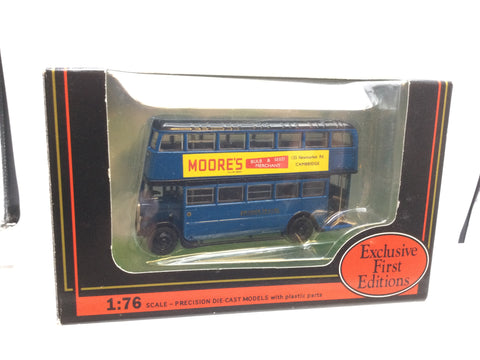 MOORE'S
BULB & SEED
MERCHANT
103 Newmarket Rd.
CAMBRIDGE
Exclusive
First
Editions
1:76 SCALE – PRECISION DIE-CAST MODELS with plastic parts